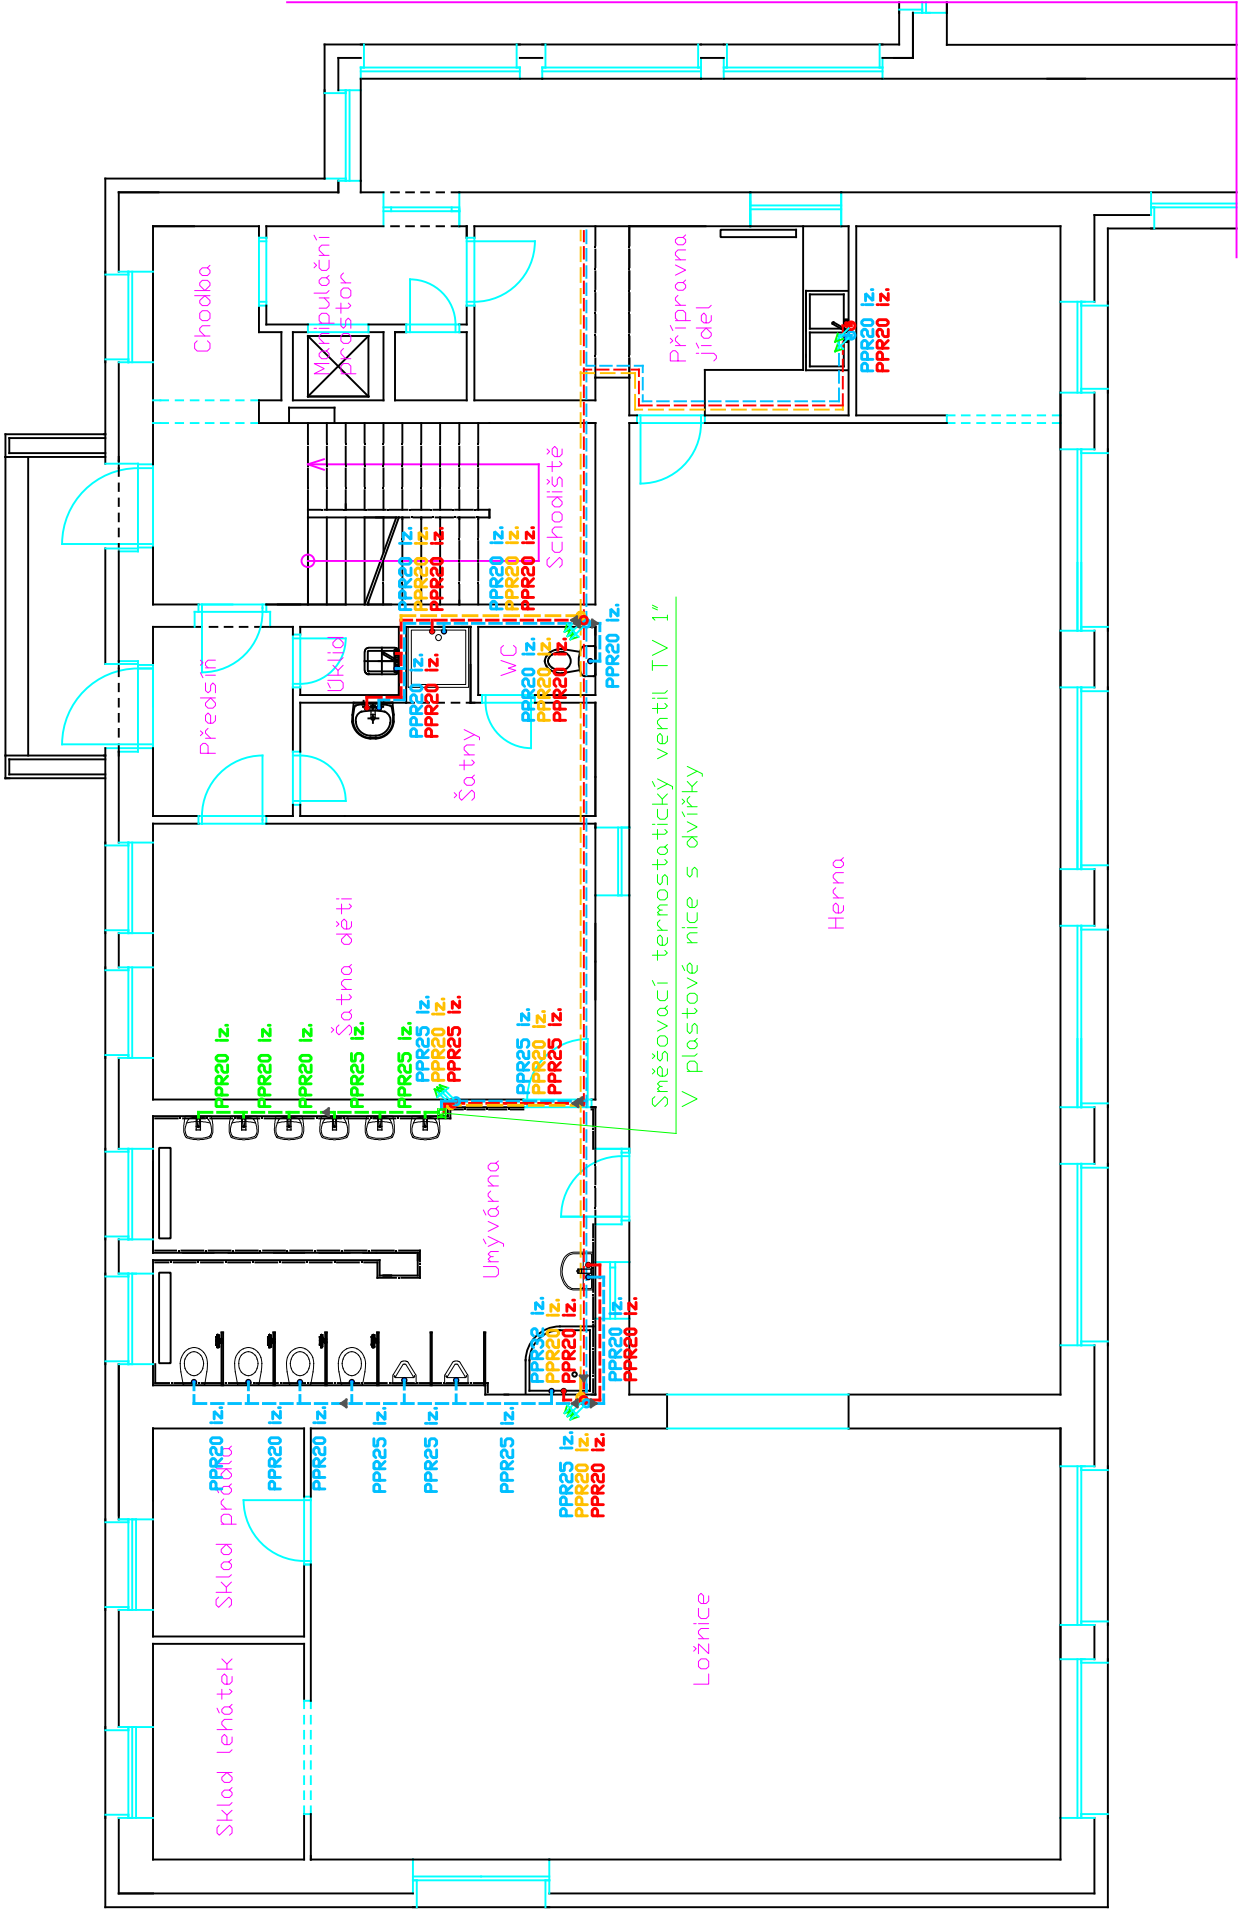 Chodba
Manipulační
prostor
Přípravna
jídel
PPR20 Iz.
PPR20 Iz.
Schodiště
PPR20 Iz.
PPR20 Iz.
PPR20 Iz.
PPR20 Iz.
PPR20 Iz.
PPR20 Iz.
Předsíň
Úklid
WC
PPR20 Iz.
PPR20 Iz.
PPR20 Iz.
PPR20 Iz.
PPR20 Iz.
PPR20 Iz.
Šatny
Směšovací termostatický ventil TV 1"
V plastové nice s dvířky
Herna
Šatna dětí
PPR20 Iz.
PPR20 Iz.
PPR20 Iz.
PPR25 Iz.
PPR25 Iz.
PPR25 Iz.
PPR20 Iz.
PPR25 Iz.
PPR25 Iz.
PPR20 Iz.
PPR25 Iz.
Umývárna
PPR32 Iz.
PPR20 Iz.
PPR20 Iz.
PPR20 Iz.
PPR20 Iz.
PPR20 Iz.
PPR20 Iz.
PPR20 Iz.
PPR25 Iz.
PPR25 Iz.
PPR25 Iz.
PPR25 Iz.
PPR20 Iz.
PPR20 Iz.
Sklad prádla
Ložnice
Sklad lehátek